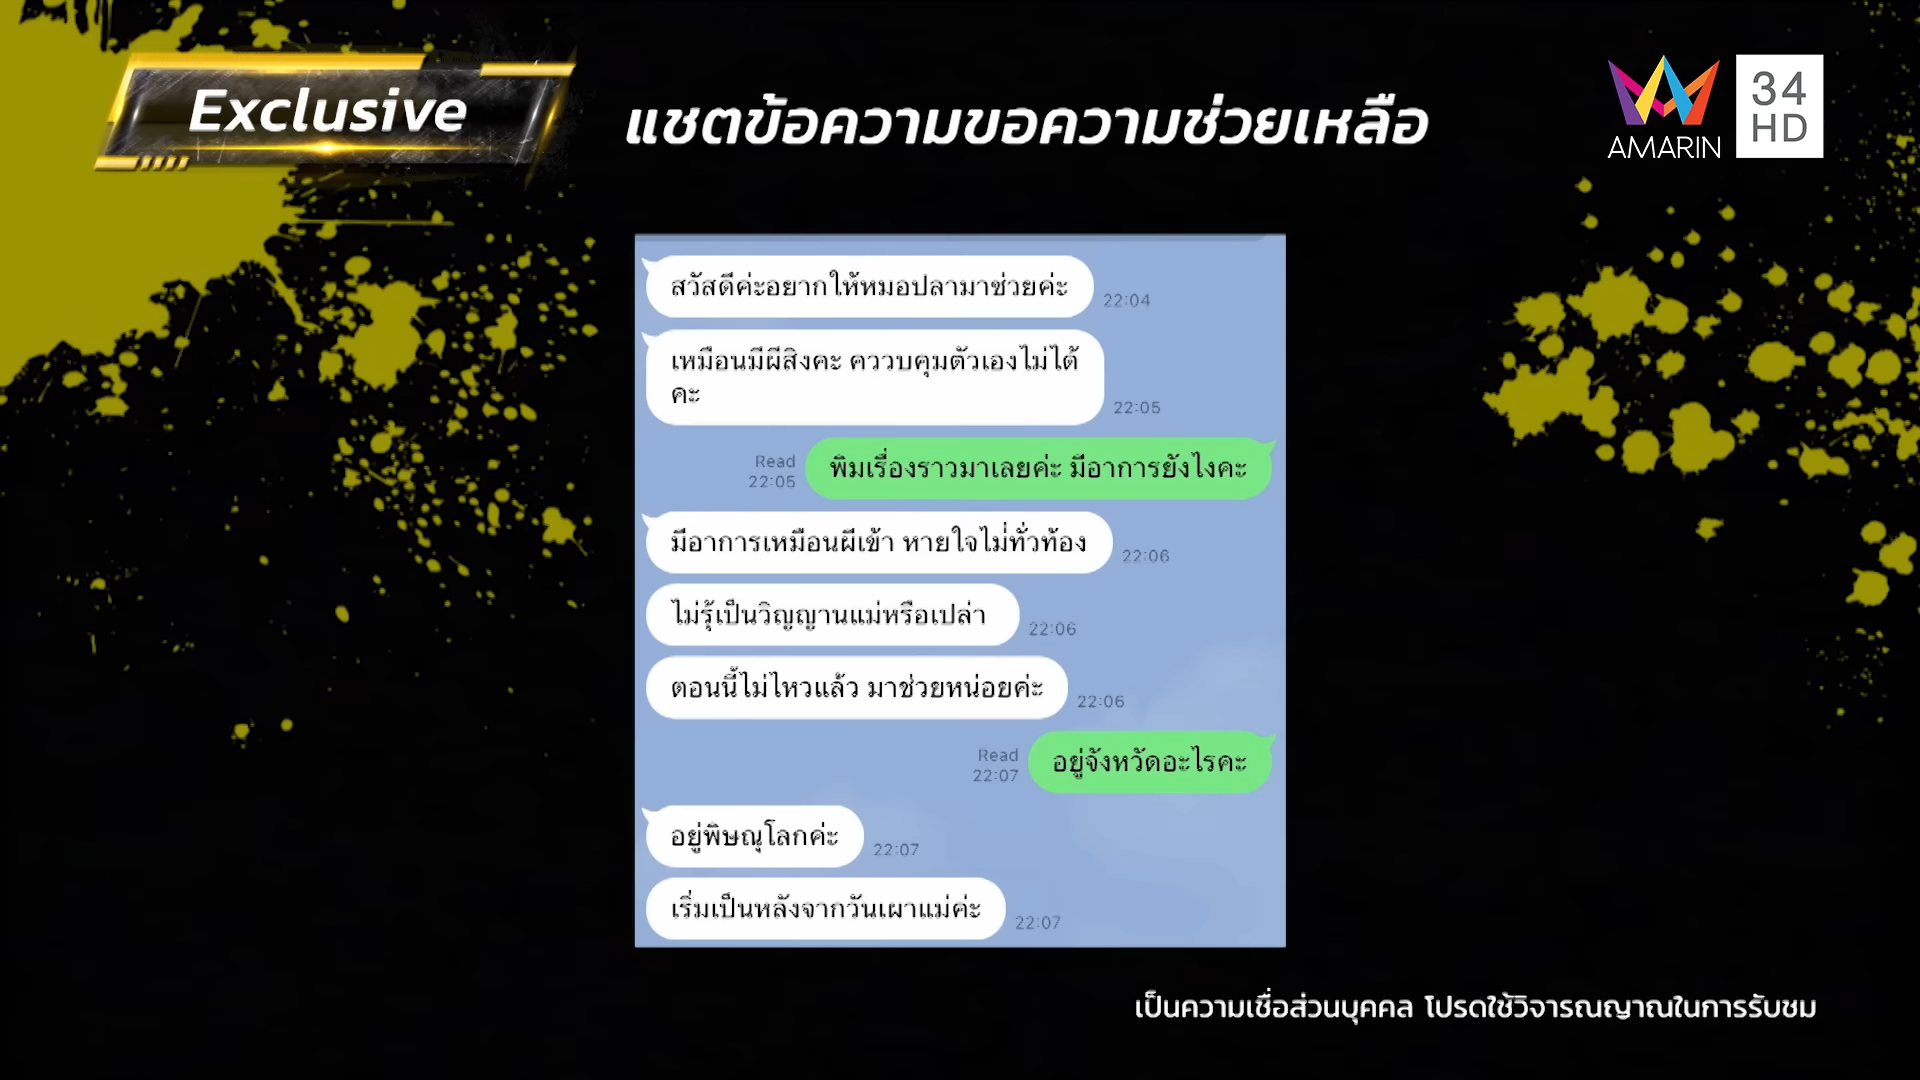 Exclusive
แชตข้อความขอความช่วยเหลือ
AMARIN
34
HD
สวัสดีค่ะอยากให้หมอปลามาช่วยค่ะ
22:04
เหมือนมีผีสิงคะ คววบคุมตัวเองไม่ได้
คะ
22:05
Read
22:05
พิมเรื่องราวมาเลยค่ะ มีอาการยังไงคะ
มีอาการเหมือนผีเข้า หายใจไม่ทั่วท้อง
22:06
ไม่รุ้เป็นวิญญานแม่หรือเปล่า
22:06
ตอนนี้ไม่ไหวแล้ว มาช่วยหน่อยค่ะ
22:06
Read
22:07
อยู่จังหวัดอะไรคะ
อยู่พิษณุโลกค่ะ
22:07
เริ่มเป็นหลังจากวันเผาแม่ค่ะ
22:07
เป็นความเชื่อส่วนบุคคล โปรดใช้วิจารณญาณในการรับชม